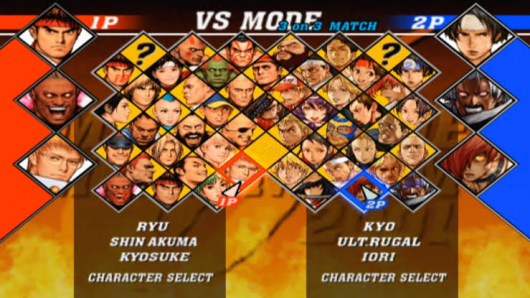 1P VS MODE 2P
3 on 3 MATCH
? ?
1P 2P
RYU
SHIN AKUMA
KYOSUKE
CHARACTER SELECT
KYO
ULT.RUGAL
IORI
CHARACTER SELECT